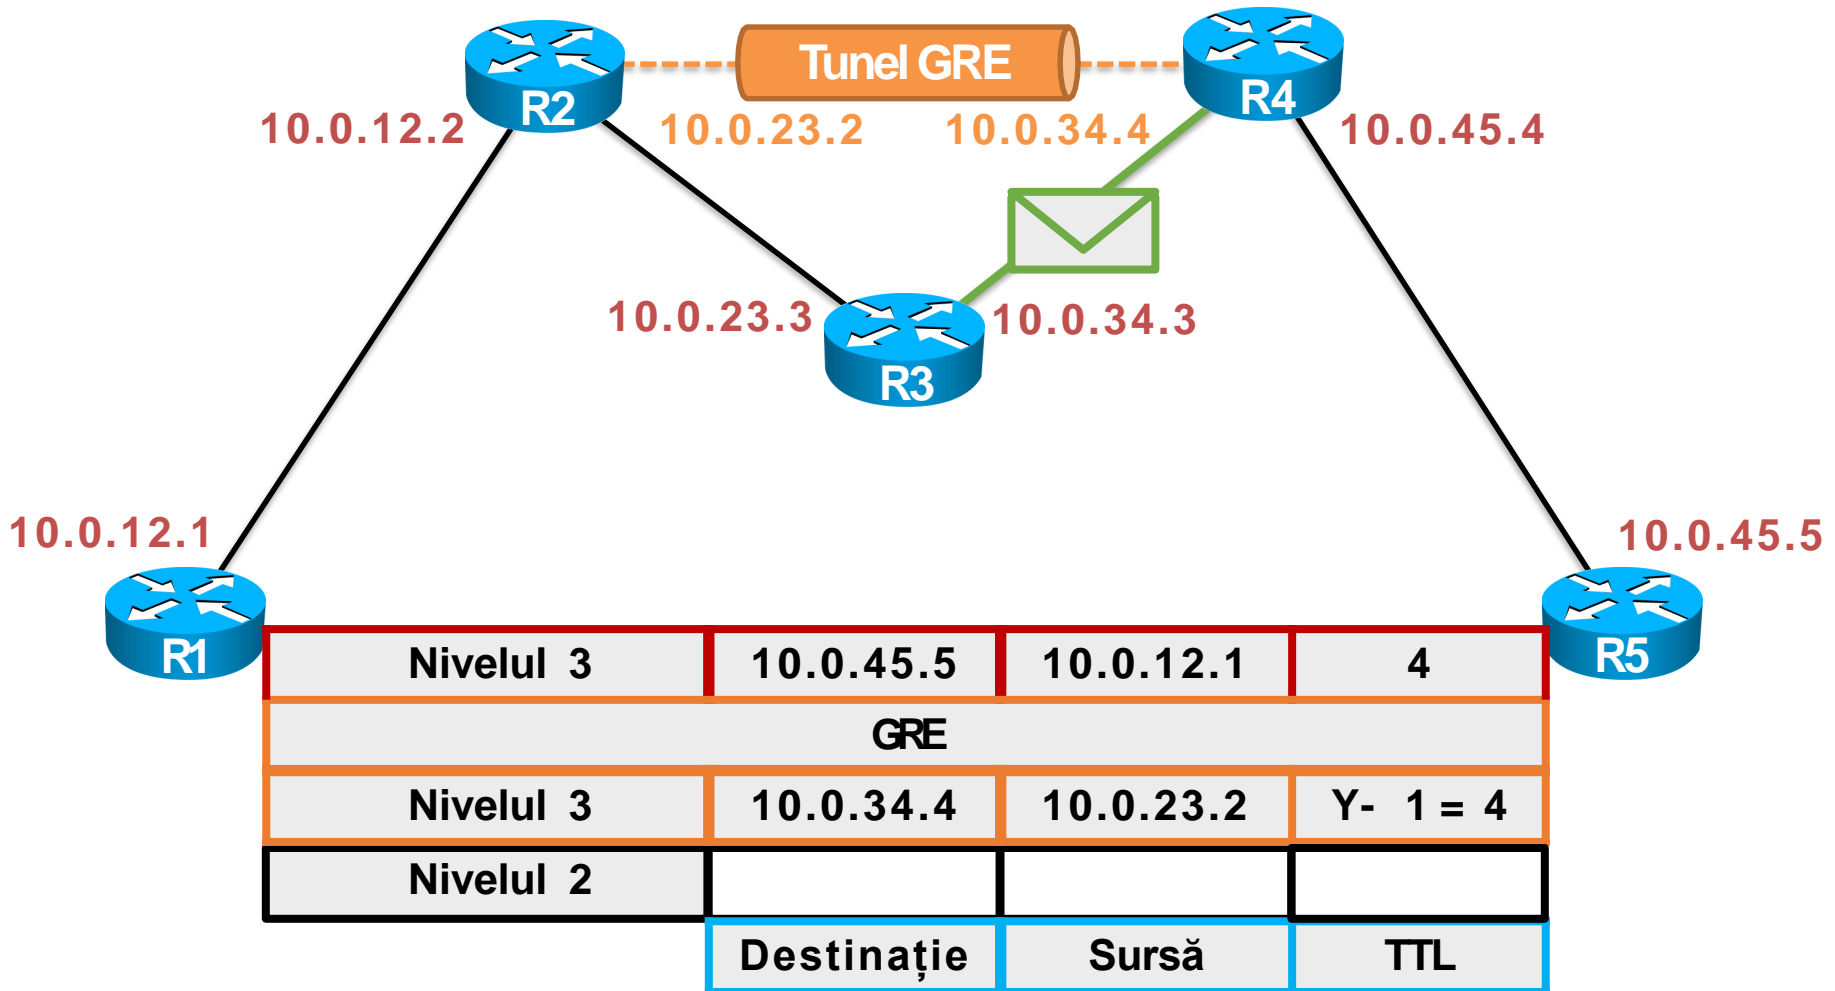 Tunel GRE
R2
R4
10.0.12.2
10.0.23.2
10.0.34.4
10.0.45.4
10.0.23.3
10.0.34.3
R3
10.0.12.1
10.0.45.5
R1
R5
Nivelul 3 10.0.45.5 10.0.12.1 4
GRE
Nivelul 3 10.0.34.4 10.0.23.2 Y- 1 = 4
Nivelul 2
Destinație Sursă TTL